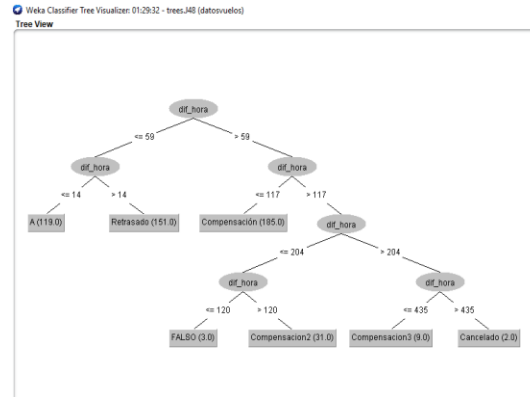 Weka Classifier Tree Visualizer: 01:29:32 - trees.J48 (datosvuelos)
Tree View
dif_hora
<= 59 > 59
dif_hora dif_hora
<= 14 > 14 <= 117 > 117
A (119.0) Retrasado (151.0) Compensación (185.0) dif_hora
<= 204 > 204
dif_hora dif_hora
<= 120 > 120 <= 435 > 435
FALSO (3.0) Compensacion2 (31.0) Compensacion3 (9.0) Cancelado (2.0)